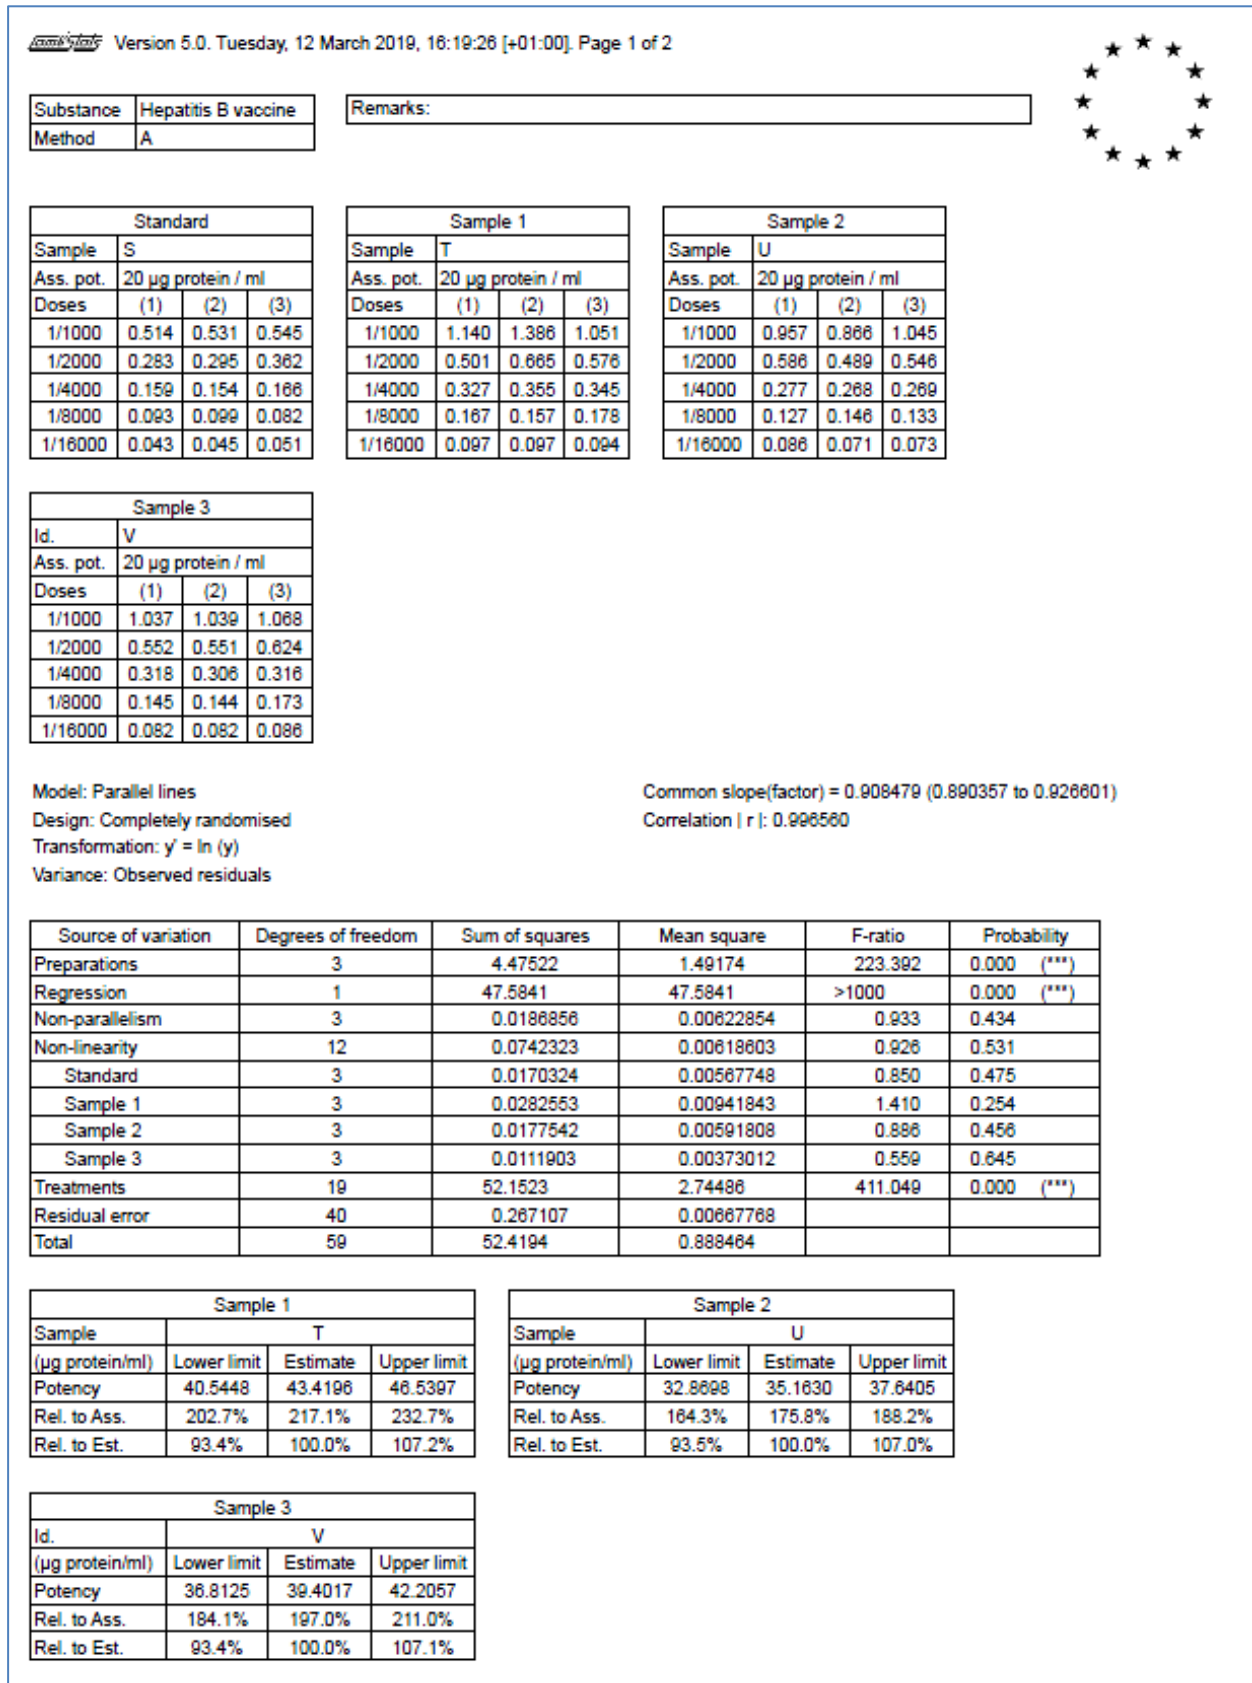 CombiStats Version 5.0. Tuesday, 12 March 2019, 16:19:26 [+01:00]. Page 1 of 2
Substance Hepatitis B vaccine
Method A
Remarks:
Standard
Sample S
Ass. pot. 20 µg protein / ml
Doses (1) (2) (3)
1/1000 0.514 0.531 0.545
1/2000 0.283 0.295 0.362
1/4000 0.159 0.154 0.166
1/8000 0.093 0.099 0.082
1/16000 0.043 0.045 0.051
Sample 1
Sample T
Ass. pot. 20 µg protein / ml
Doses (1) (2) (3)
1/1000 1.140 1.386 1.051
1/2000 0.501 0.665 0.576
1/4000 0.327 0.355 0.345
1/8000 0.167 0.157 0.178
1/16000 0.097 0.097 0.094
Sample 2
Sample U
Ass. pot. 20 µg protein / ml
Doses (1) (2) (3)
1/1000 0.957 0.866 1.045
1/2000 0.586 0.489 0.546
1/4000 0.277 0.268 0.269
1/8000 0.127 0.146 0.133
1/16000 0.086 0.071 0.073
Sample 3
Id. V
Ass. pot. 20 µg protein / ml
Doses (1) (2) (3)
1/1000 1.037 1.039 1.068
1/2000 0.552 0.551 0.624
1/4000 0.318 0.306 0.316
1/8000 0.145 0.144 0.173
1/16000 0.082 0.082 0.086
Model: Parallel lines
Design: Completely randomised
Transformation: y' = ln (y)
Variance: Observed residuals
Common slope(factor) = 0.908479 (0.890357 to 0.926601)
Correlation | r |: 0.996560
Source of variation Degrees of freedom Sum of squares Mean square F-ratio Probability
Preparations 3 4.47522 1.49174 223.392 0.000 (***)
Regression 1 47.5841 47.5841 >1000 0.000 (***)
Non-parallelism 3 0.0186856 0.00622854 0.933 0.434
Non-linearity 12 0.0742323 0.00618603 0.926 0.531
Standard 3 0.0170324 0.00567748 0.850 0.475
Sample 1 3 0.0282553 0.00941843 1.410 0.254
Sample 2 3 0.0177542 0.00591808 0.886 0.456
Sample 3 3 0.0111903 0.00373012 0.559 0.645
Treatments 19 52.1523 2.74486 411.049 0.000 (***)
Residual error 40 0.267107 0.00667768
Total 59 52.4194 0.888464
Sample 1
Sample T
(µg protein/ml) Lower limit Estimate Upper limit
Potency 40.5448 43.4196 46.5397
Rel. to Ass. 202.7% 217.1% 232.7%
Rel. to Est. 93.4% 100.0% 107.2%
Sample 2
Sample U
(µg protein/ml) Lower limit Estimate Upper limit
Potency 32.8698 35.1630 37.6405
Rel. to Ass. 164.3% 175.8% 188.2%
Rel. to Est. 93.5% 100.0% 107.0%
Sample 3
Id. V
(µg protein/ml) Lower limit Estimate Upper limit
Potency 36.8125 39.4017 42.2057
Rel. to Ass. 184.1% 197.0% 211.0%
Rel. to Est. 93.4% 100.0% 107.1%